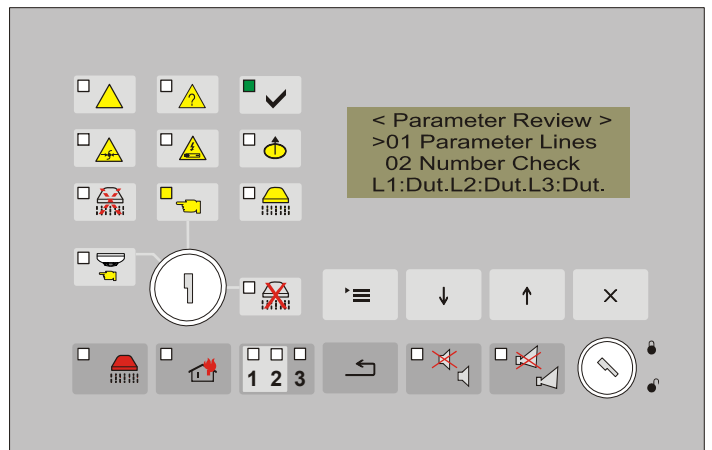 ?
< Parameter Review >
>01 Parameter Lines
02 Number Check
L1:Dut.L2:Dut.L3:Dut.
1 2 3